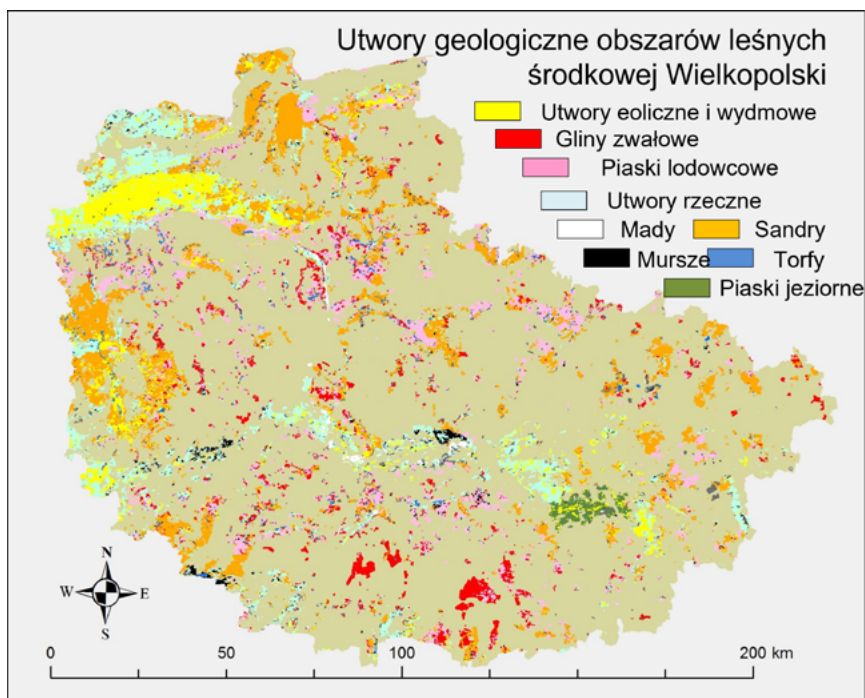 Utwory geologiczne obszarów leśnych
środkowej Wielkopolski
Utwory eoliczne i wydmowe
Gliny zwałowe
Piaski lodowcowe
Utwory rzeczne
Mady Sandry
Mursze Torfy
Piaski jeziorne
N
W E
S
0 50 100 200 km